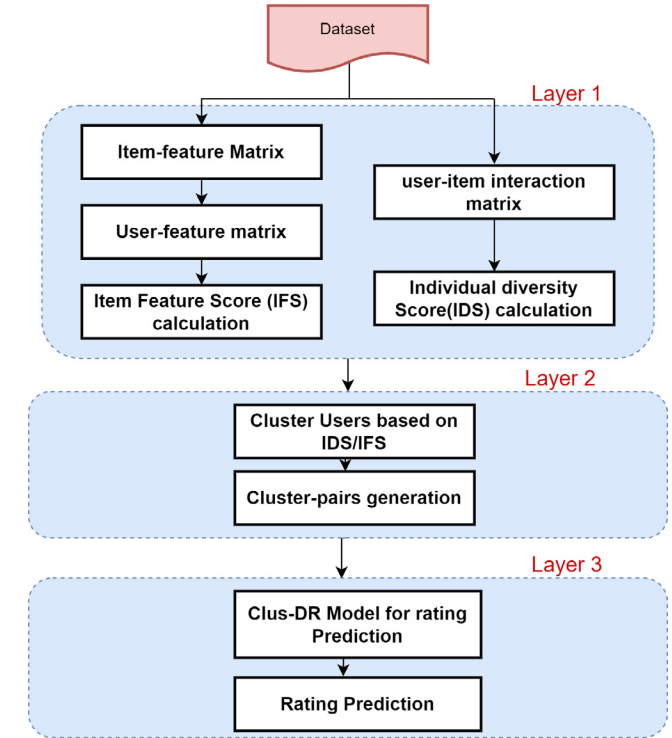 Dataset
Layer 1
Item-feature Matrix
User-feature matrix
Item Feature Score (IFS)
calculation
user-item interaction
matrix
Individual diversity
Score(IDS) calculation
Layer 2
Cluster Users based on
IDS/IFS
Cluster-pairs generation
Layer 3
Clus-DR Model for rating
Prediction
Rating Prediction